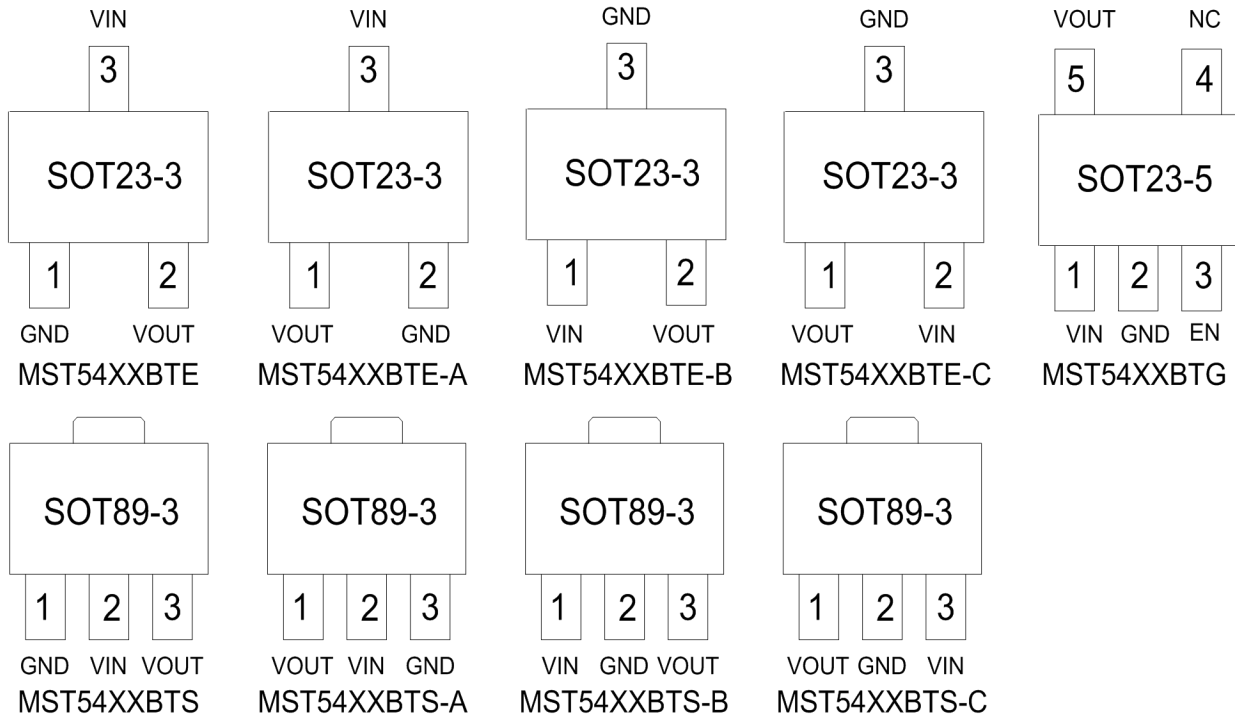 VIN VIN GND GND VOUT NC
3 3 3 3 5 4
SOT23-3 SOT23-3 SOT23-3 SOT23-3 SOT23-5
1 2 1 2 1 2 1 2 1 2 3
GND VOUT VOUT GND VIN VOUT VOUT VIN VIN GND EN
MST54XXBTE MST54XXBTE-A MST54XXBTE-B MST54XXBTE-C MST54XXBTG
SOT89-3 SOT89-3 SOT89-3 SOT89-3
1 2 3 1 2 3 1 2 3 1 2 3
GND VIN VOUT VOUT VIN GND VIN GND VOUT VOUT GND VIN
MST54XXBTS MST54XXBTS-A MST54XXBTS-B MST54XXBTS-C